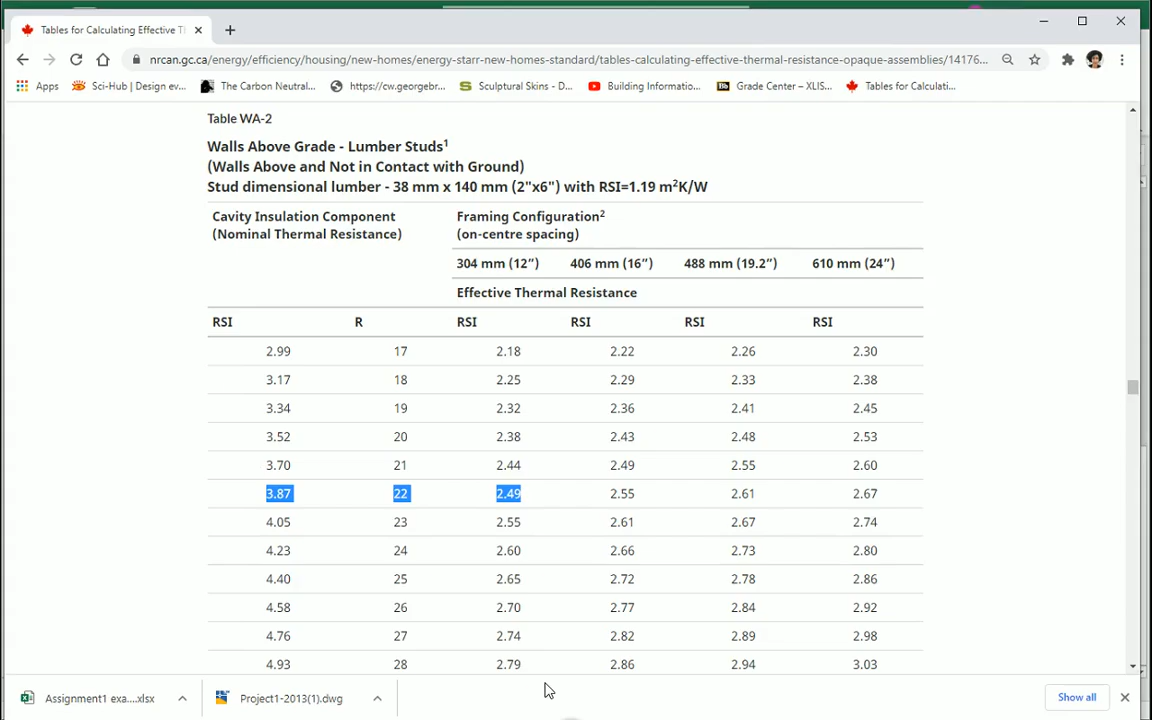 Tables for Calculating Effective Tl
nrcan.gc.ca/energy/efficiency/housing/new-homes/energy-starr-new-homes-standard/tables-calculating-effective-thermal-resistance-opaque-assemblies/14176...
Apps Sci-Hub | Design ev... The Carbon Neutral... https://cw.georgebr... Sculptural Skins - D... Building Informatio... Bb Grade Center – XLIS... Tables for Calculati...
Table WA-2
Walls Above Grade - Lumber Studs1
(Walls Above and Not in Contact with Ground)
Stud dimensional lumber - 38 mm x 140 mm (2"x6") with RSI=1.19 m2K/W
Cavity Insulation Component Framing Configuration2
(Nominal Thermal Resistance) (on-centre spacing)
304 mm (12") 406 mm (16") 488 mm (19.2") 610 mm (24")
Effective Thermal Resistance
RSI R RSI RSI RSI RSI
2.99 17 2.18 2.22 2.26 2.30
3.17 18 2.25 2.29 2.33 2.38
3.34 19 2.32 2.36 2.41 2.45
3.52 20 2.38 2.43 2.48 2.53
3.70 21 2.44 2.49 2.55 2.60
3.87 22 2.49 2.55 2.61 2.67
4.05 23 2.55 2.61 2.67 2.74
4.23 24 2.60 2.66 2.73 2.80
4.40 25 2.65 2.72 2.78 2.86
4.58 26 2.70 2.77 2.84 2.92
4.76 27 2.74 2.82 2.89 2.98
4.93 28 2.79 2.86 2.94 3.03
Assignment1 exa....xlsx Project1-2013(1).dwg Show all